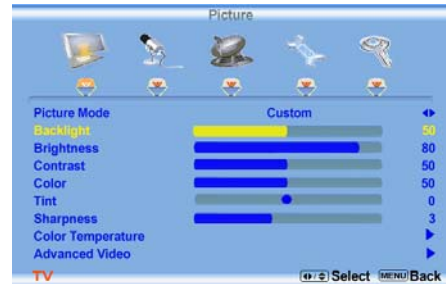 Picture
Picture Mode Custom
Backlight 50
Brightness 80
Contrast 50
Color 50
Tint 0
Sharpness 3
Color Temperature
Advanced Video
TV Select MENU Back